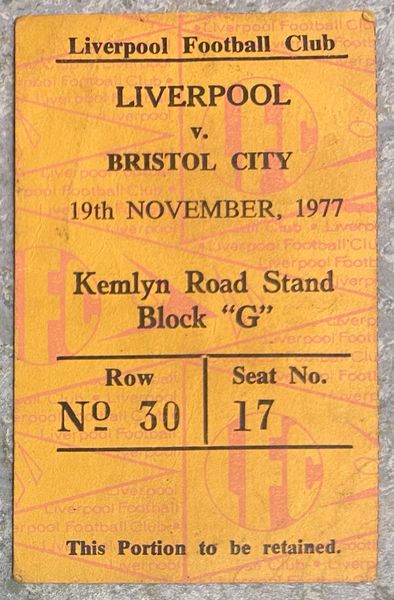 Liverpool Football Club
LIVERPOOL
v.
BRISTOL CITY
19th NOVEMBER, 1977
Kemlyn Road Stand
Block "G"
Row
Seat No.
Nº 30
17
This Portion to be retained.